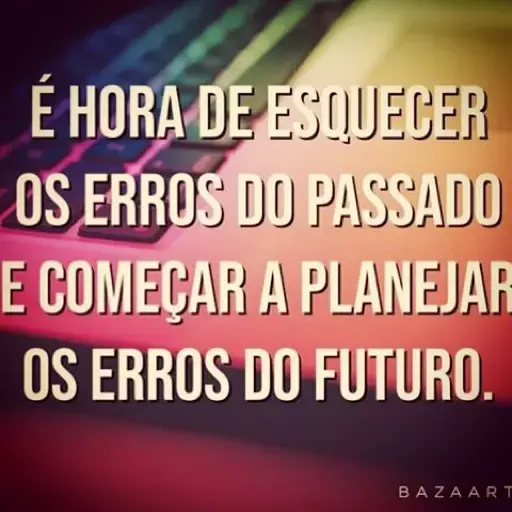 É HORA DE ESQUECER
OS ERROS DO PASSADO
E COMEÇAR A PLANEJAR
OS ERROS DO FUTURO.
BAZAART